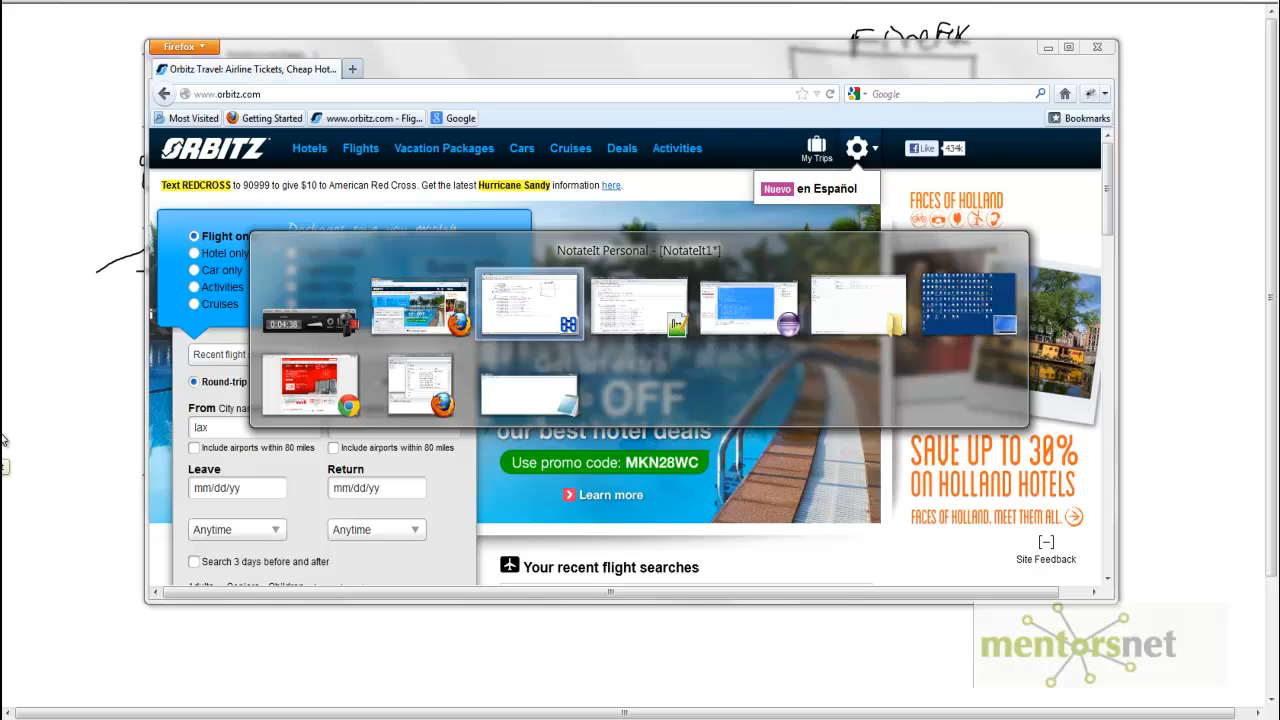 FireFox
Firefox
Orbitz Travel: Airline Tickets, Cheap Hot...
www.orbitz.com
Google
Most Visited
Getting Started
www.orbitz.com - Flig...
Google
Bookmarks
ORBITZ
Hotels
Flights
Vacation Packages
Cars
Cruises
Deals
Activities
My Trips
Like
434k
Text REDCROSS to 90999 to give $10 to American Red Cross. Get the latest Hurricane Sandy information here.
Nuevo en Español
FACES OF HOLLAND
Flight on
Hotel only
Car only
Activities
Cruises
NotateIt Personal - [NotateIt1*]
0:04:38
Recent flight
Round-trip
OFF
From City
lax
our best hotel deals
Include airports within 80 miles
Include airports within 80 miles
SAVE UP TO 30%
ON HOLLAND HOTELS
Use promo code: MKN28WC
Leave
Return
mm/dd/yy
mm/dd/yy
Learn more
FACES OF HOLLAND. MEET THEM ALL.
Anytime
Anytime
[–]
Site Feedback
Search 3 days before and after
Your recent flight searches
mentorsnet